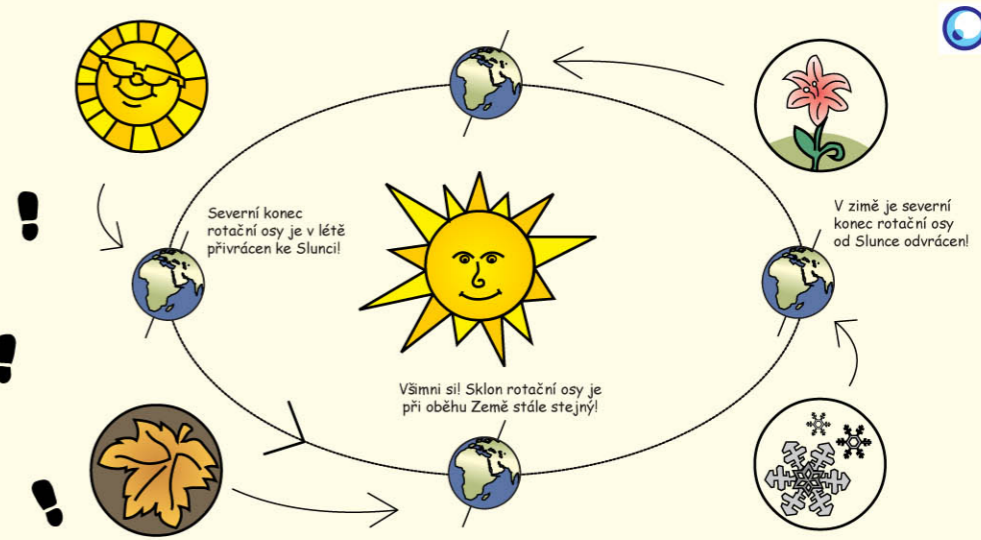 Severní konec
rotační osy je v létě
přivrácen ke Slunci!
V zimě je severní
konec rotační osy
od Slunce odvrácen!
Všimni si! Sklon rotační osy je
při oběhu Země stále stejný!